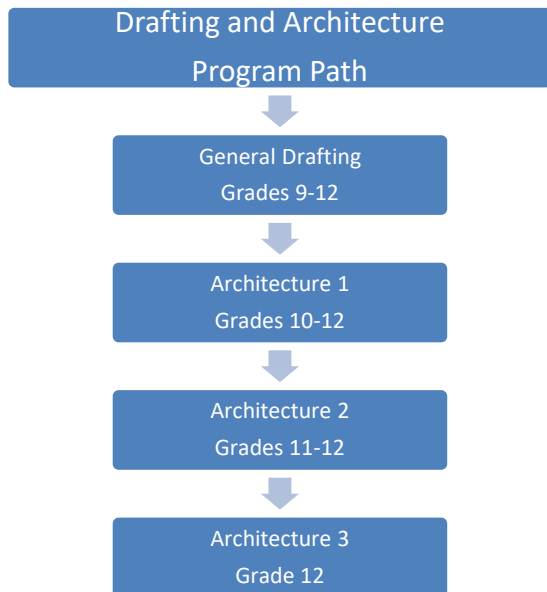 Drafting and Architecture
Program Path
General Drafting
Grades 9-12
Architecture 1
Grades 10-12
Architecture 2
Grades 11-12
Architecture 3
Grade 12